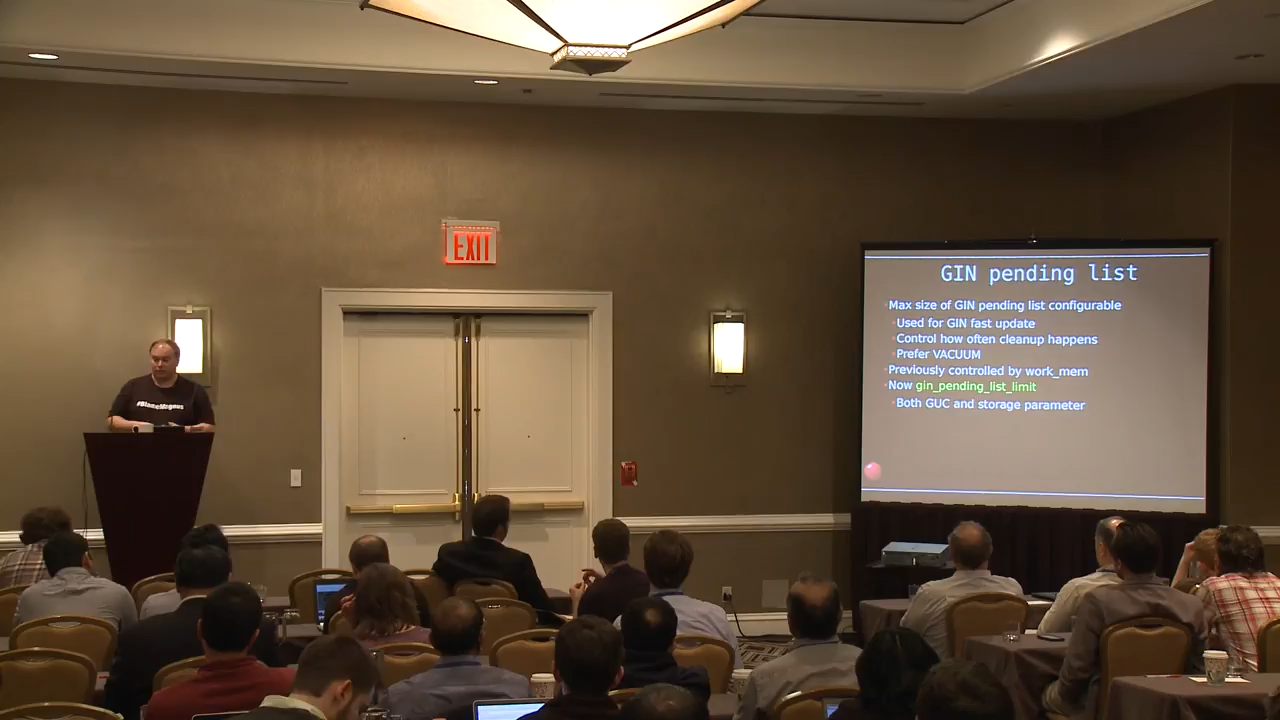 EXIT
#BlameMagnus
GIN pending list
Max size of GIN pending list configurable
Used for GIN fast update
Control how often cleanup happens
Prefer VACUUM
Previously controlled by work_mem
Now gin_pending_list_limit
Both GUC and storage parameter